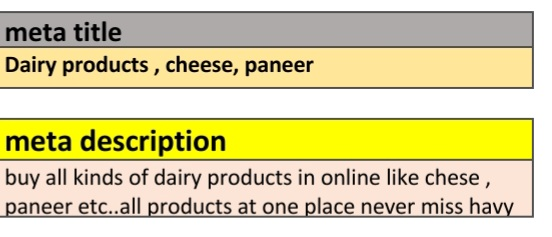 meta title
Dairy products , cheese, paneer
meta description
buy all kinds of dairy products in online like chese ,
paneer etc..all products at one place never miss havy